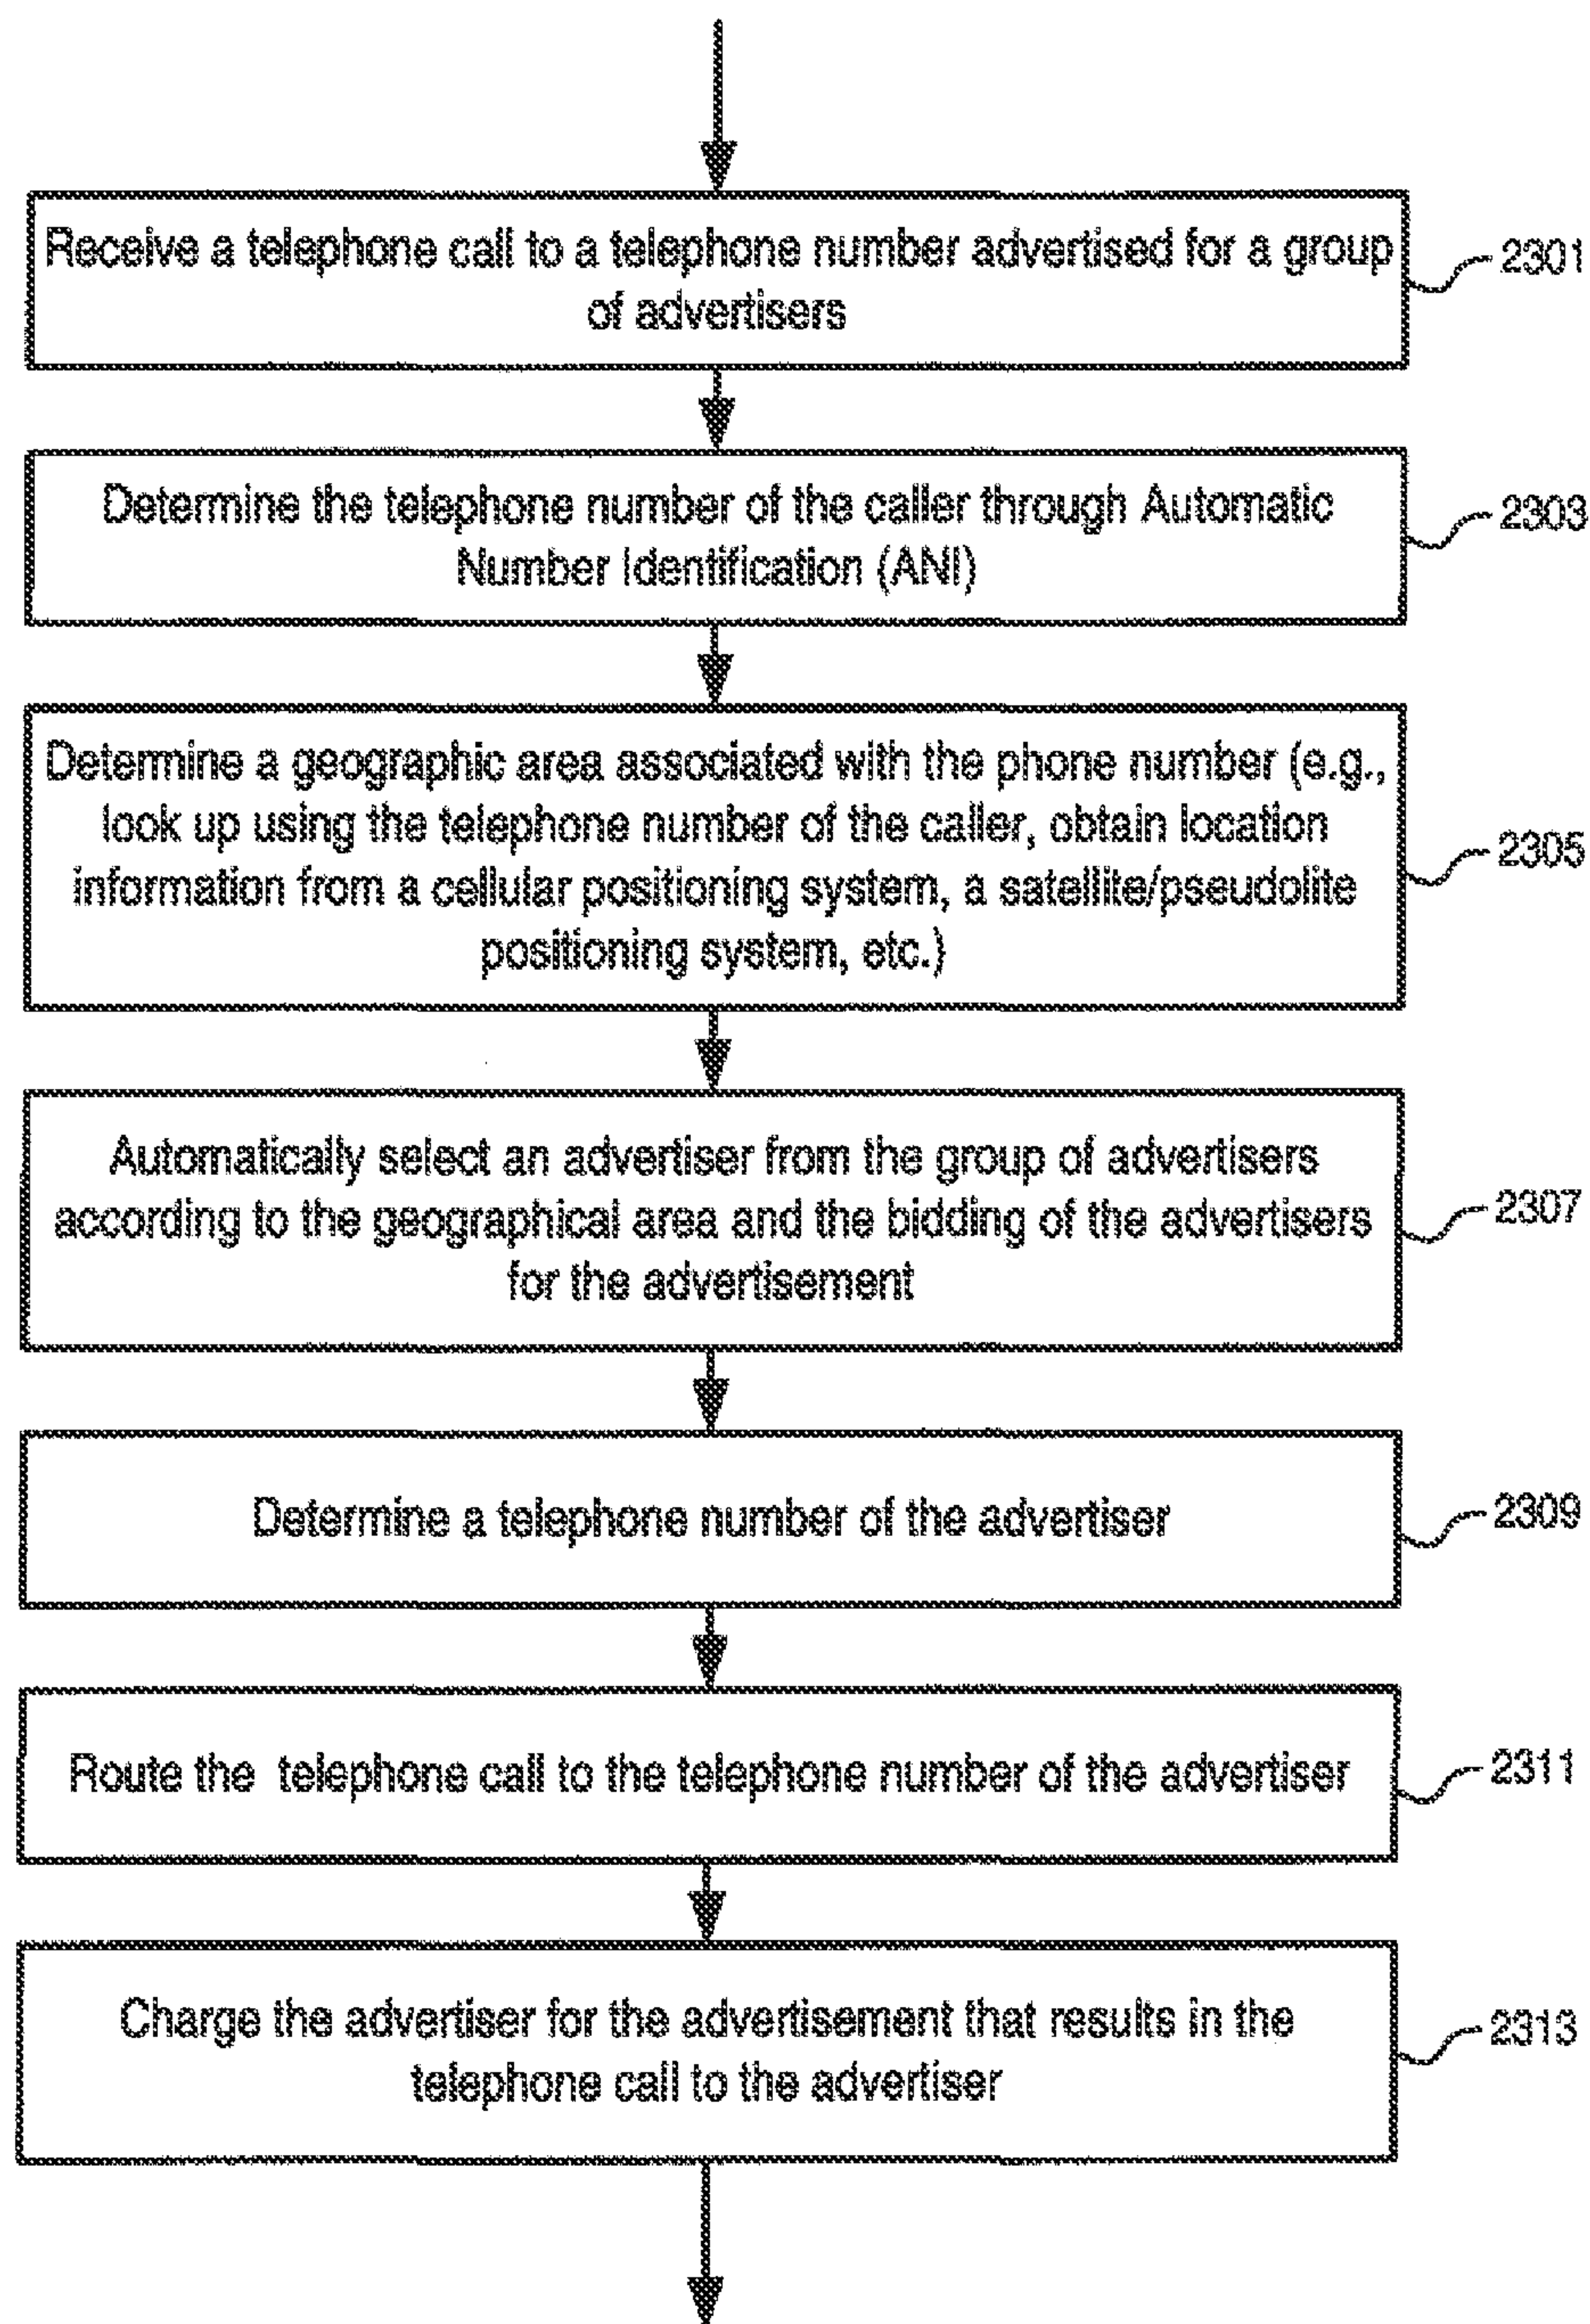 Receive a telephone call to a telephone number advertised for a group
of advertisers
2301
Determine the telephone number of the caller through Automatic
Number Identification (ANI)
2303
Determine a geographic area associated with the phone number (e.g.,
look up using the telephone number of the caller, obtain location
information from a cellular positioning system, a satellite/pseudolite
positioning system, etc.)
2305
Automatically select an advertiser from the group of advertisers
according to the geographical area and the bidding of the advertisers
for the advertisement
2307
Determine a telephone number of the advertiser
2309
Route the telephone call to the telephone number of the advertiser
2311
Charge the advertiser for the advertisement that results in the
telephone call to the advertiser
2313